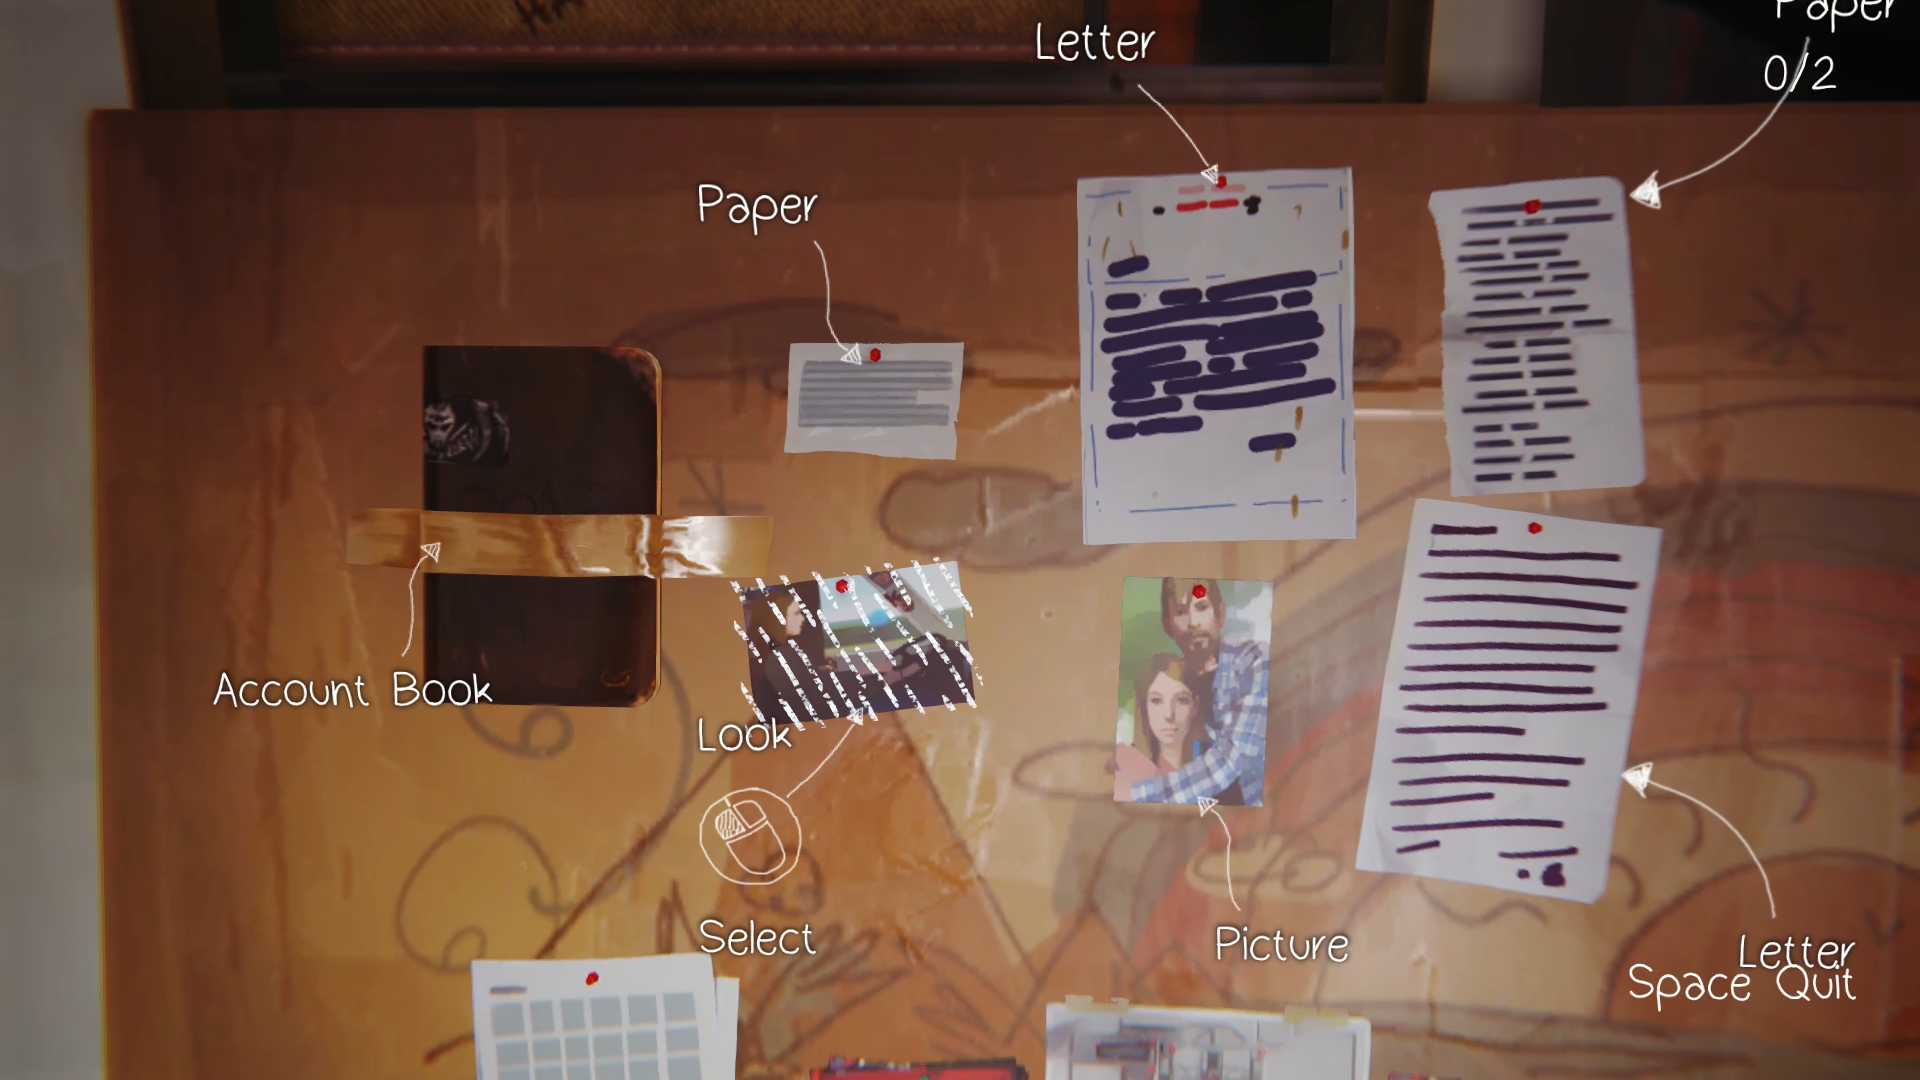 Letter
Paper
0/2
Paper
Account Book
Look
Select
Picture
Letter
Space Quit